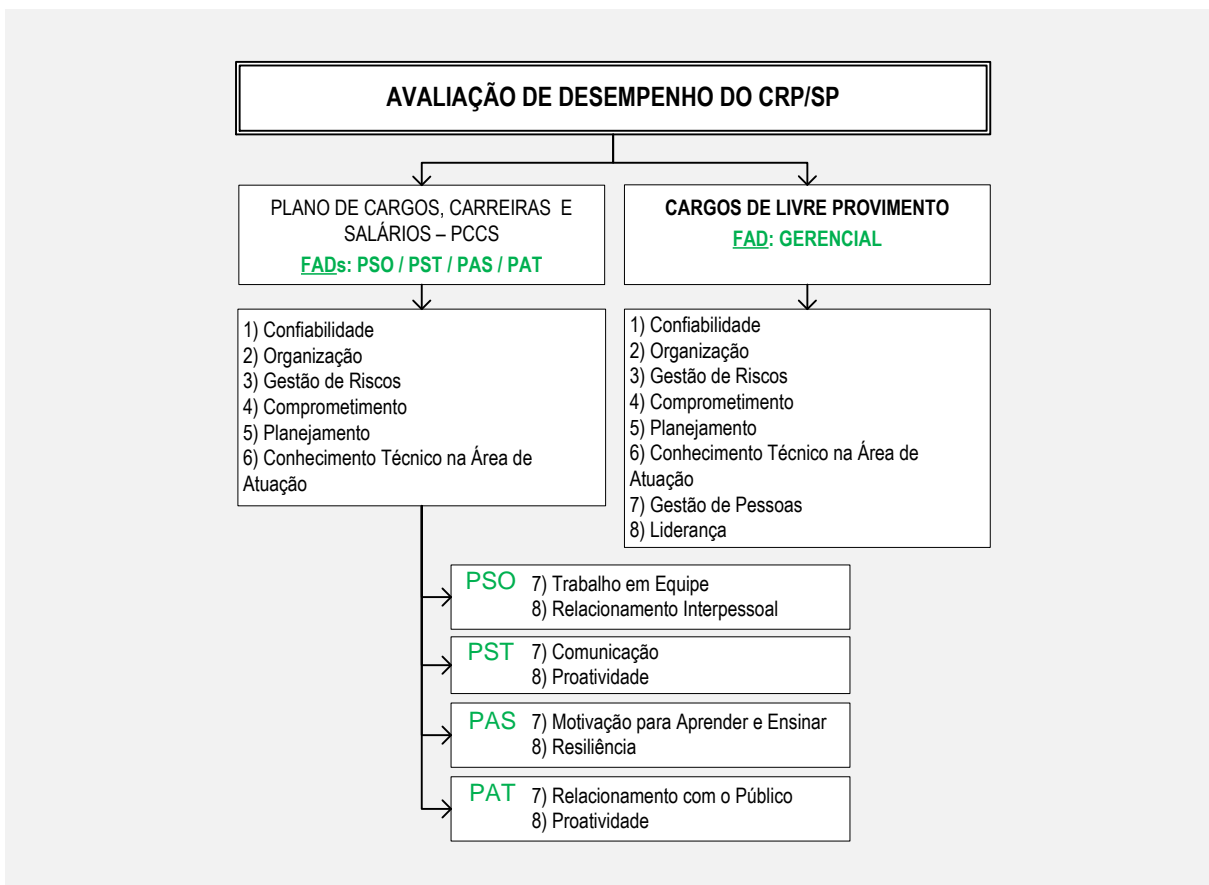 AVALIAÇÃO DE DESEMPENHO DO CRP/SP
PLANO DE CARGOS, CARREIRAS E
SALÁRIOS – PCCS
FADs: PSO / PST / PAS / PAT
CARGOS DE LIVRE PROVIMENTO
FAD: GERENCIAL
1) Confiabilidade
2) Organização
3) Gestão de Riscos
4) Comprometimento
5) Planejamento
6) Conhecimento Técnico na Área de
Atuação
1) Confiabilidade
2) Organização
3) Gestão de Riscos
4) Comprometimento
5) Planejamento
6) Conhecimento Técnico na Área de
Atuação
7) Gestão de Pessoas
8) Liderança
PSO 7) Trabalho em Equipe
8) Relacionamento Interpessoal
PST 7) Comunicação
8) Proatividade
PAS 7) Motivação para Aprender e Ensinar
8) Resiliência
PAT 7) Relacionamento com o Público
8) Proatividade